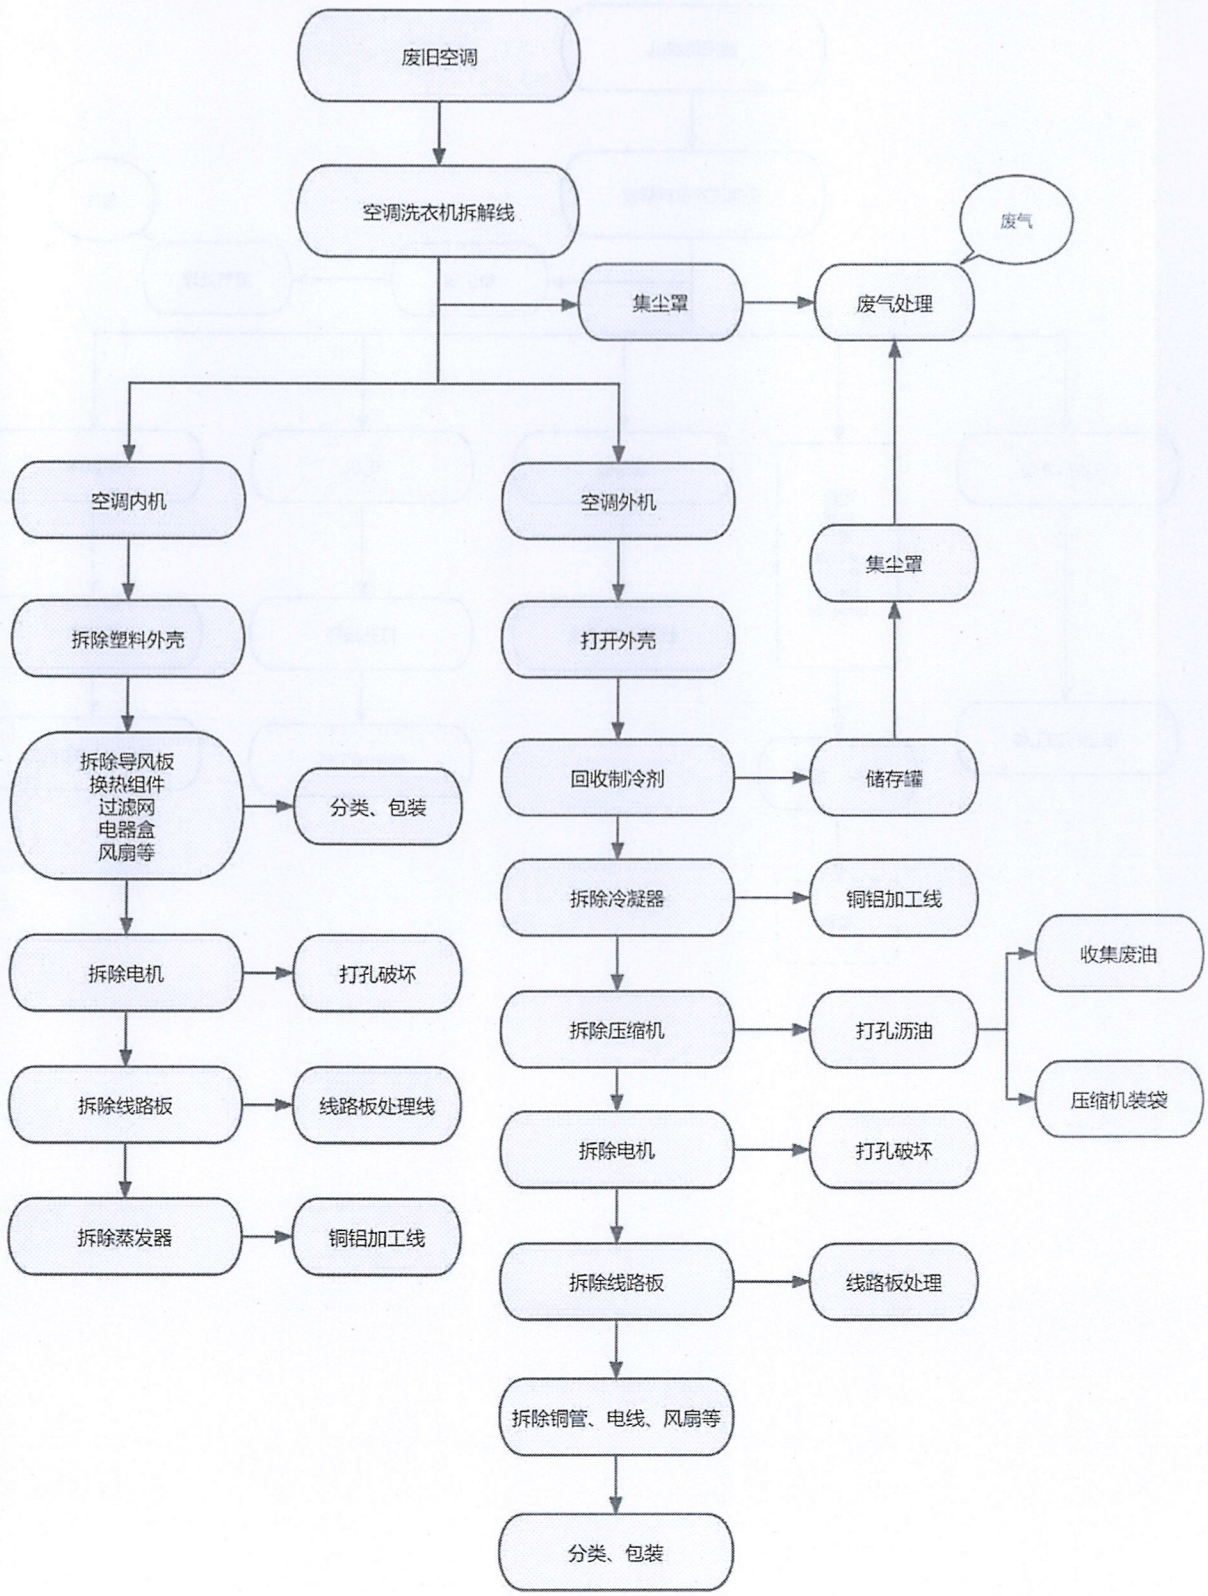 废旧空调
空调洗衣机拆解线
废气
集尘罩
废气处理
空调内机
空调外机
集尘罩
拆除塑料外壳
打开外壳
拆除导风板
换热组件
过滤网
电器盒
风扇等
分类、包装
回收制冷剂
储存罐
拆除冷凝器
铜铝加工线
收集废油
拆除电机
打孔破坏
拆除压缩机
打孔沥油
压缩机装袋
拆除线路板
线路板处理线
拆除电机
打孔破坏
拆除蒸发器
铜铝加工线
拆除线路板
线路板处理
拆除铜管、电线、风扇等
分类、包装